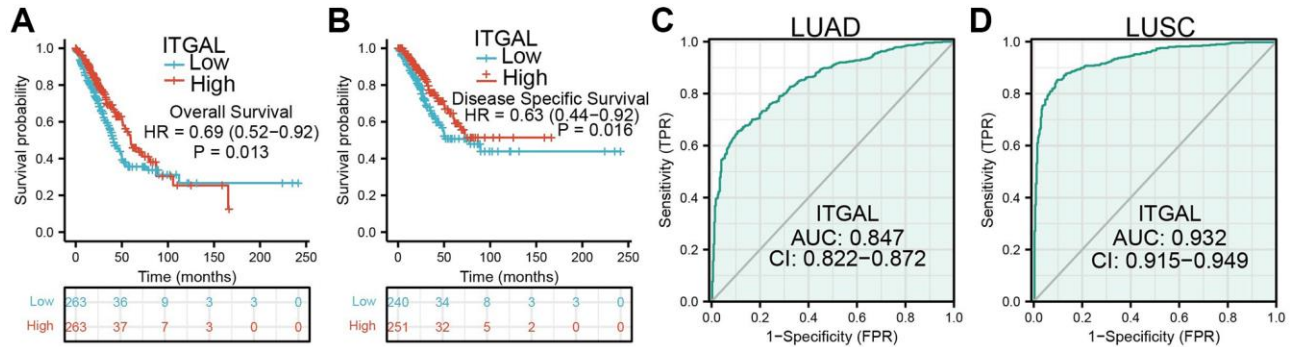 A
ITGAL
Low
High
Overall Survival
HR = 0.69 (0.52−0.92)
P = 0.013
Survival probability
1.0
0.8
0.6
0.4
0.2
0.0
0 50 100 150 200 250
Time (months)
Low 263 36 9 3 3 0
High 263 37 7 3 0 0
B
ITGAL
Low
High
Disease Specific Survival
HR = 0.63 (0.44−0.92)
P = 0.016
Survival probability
1.0
0.8
0.6
0.4
0.2
0.0
0 50 100 150 200 250
Time (months)
Low 240 34 8 3 3 0
High 251 32 5 2 0 0
C
LUAD
Sensitivity (TPR)
1.0
0.8
0.6
0.4
0.2
0.0
ITGAL
AUC: 0.847
CI: 0.822−0.872
0.0 0.2 0.4 0.6 0.8 1.0
1-Specificity (FPR)
D
LUSC
Sensitivity (TPR)
1.0
0.8
0.6
0.4
0.2
0.0
ITGAL
AUC: 0.932
CI: 0.915−0.949
0.0 0.2 0.4 0.6 0.8 1.0
1-Specificity (FPR)